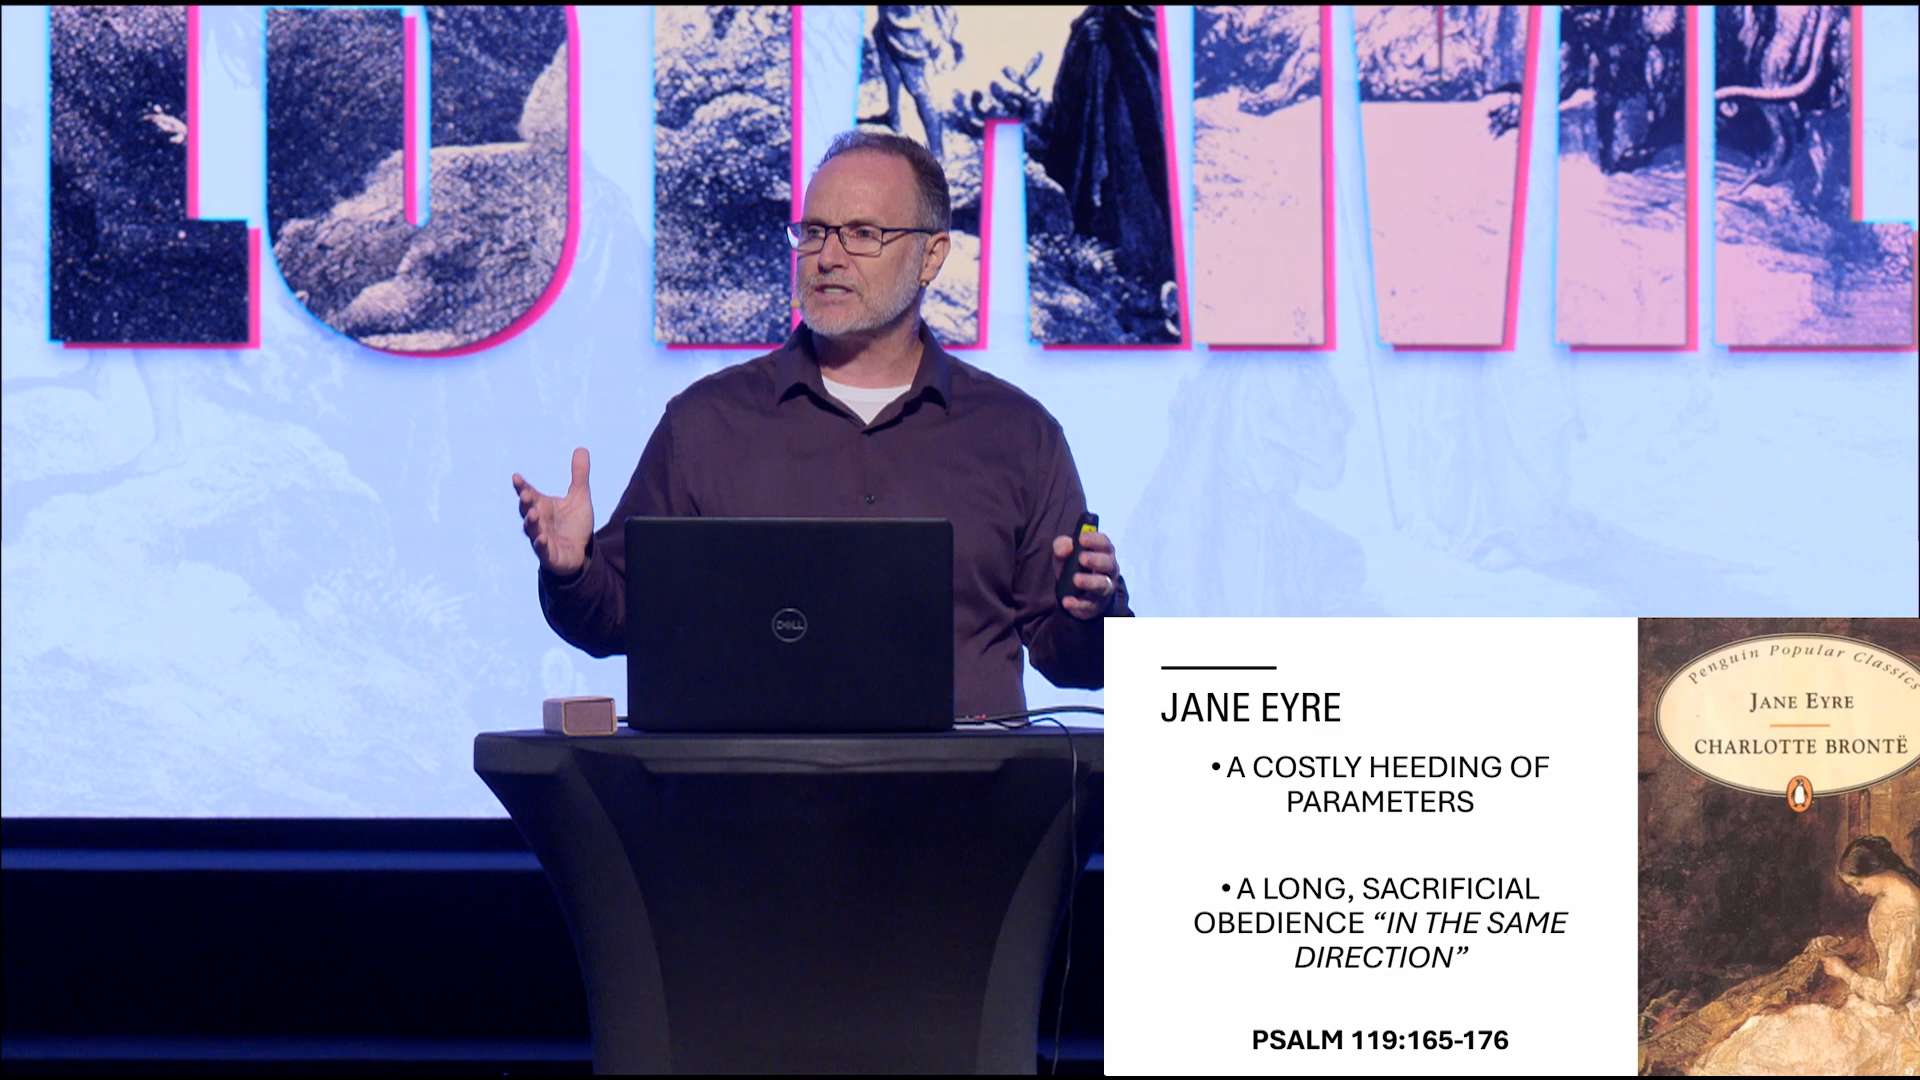 DELL
JANE EYRE
• A COSTLY HEEDING OF
PARAMETERS
• A LONG, SACRIFICIAL
OBEDIENCE “IN THE SAME
DIRECTION”
PSALM 119:165-176
Penguin Popular Classics
JANE EYRE
CHARLOTTE BRONTË